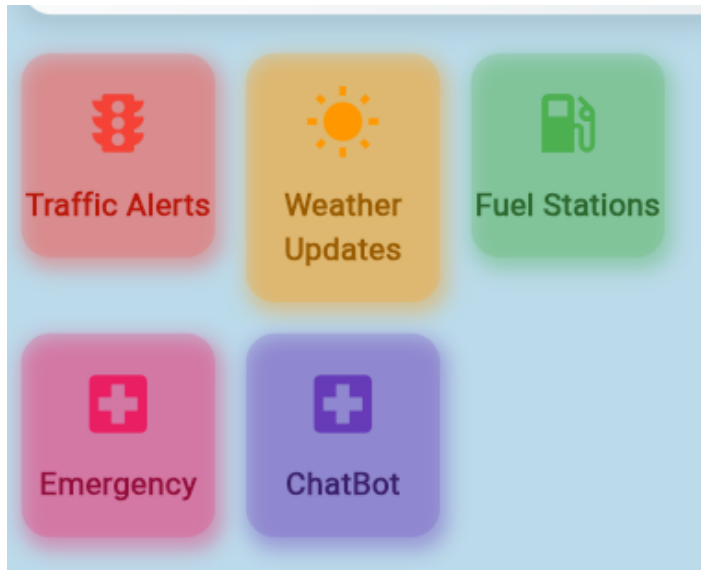 Traffic Alerts
Weather
Updates
Fuel Stations
Emergency
ChatBot